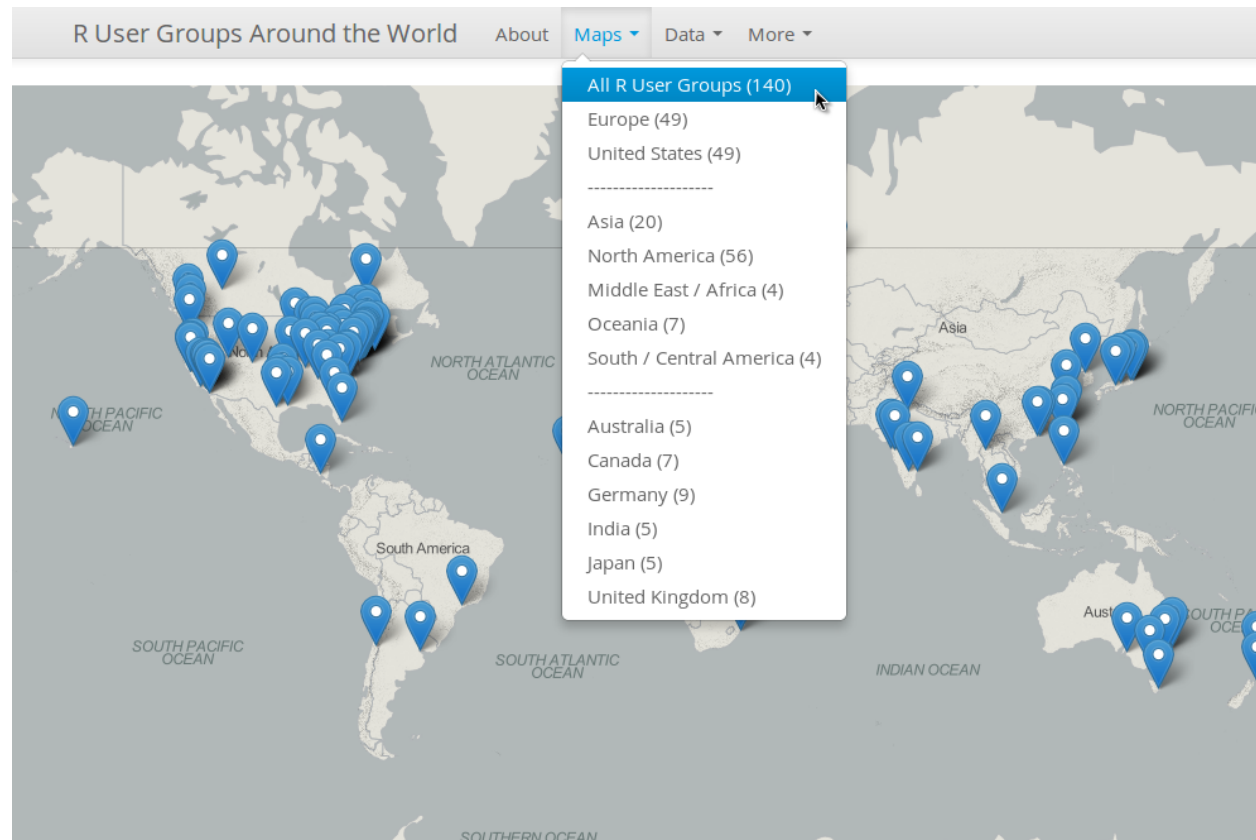 R User Groups Around the World
About
Maps
Data
More
All R User Groups (140)
Europe (49)
United States (49)
--------------------
Asia (20)
North America (56)
Middle East / Africa (4)
Oceania (7)
South / Central America (4)
--------------------
Australia (5)
Canada (7)
Germany (9)
India (5)
Japan (5)
United Kingdom (8)
Asia
NORTH ATLANTIC
OCEAN
NORTH PACIFI
OCEAN
South America
SOUTH PACIFIC
OCEAN
SOUTH ATLANTIC
OCEAN
INDIAN OCEAN
Aust
SOUTHERN OCEAN